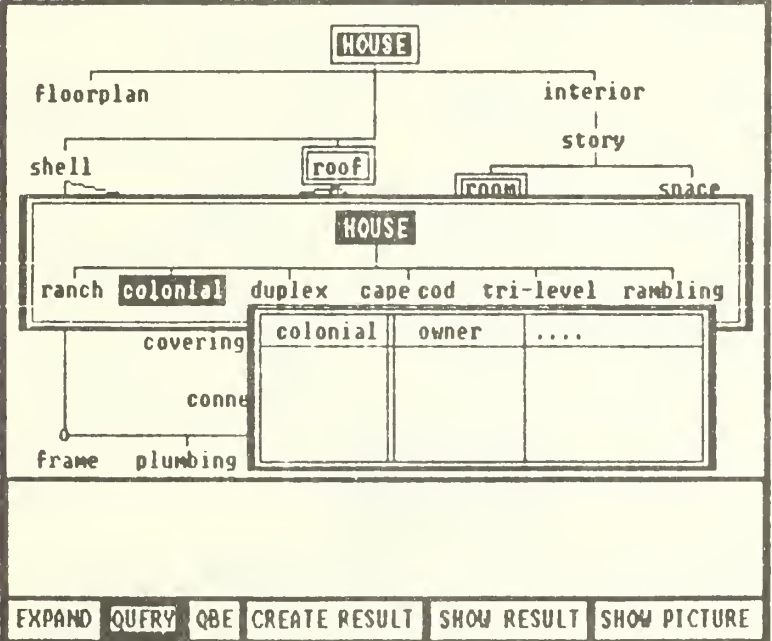 HOUSE
floorplan interior
story
shell roof room space
HOUSE
ranch colonial duplex cape cod tri-level rambling
covering colonial owner ....
conne
frame plumbing
EXPAND QUERY QBE CREATE RESULT SHOW RESULT SHOW PICTURE